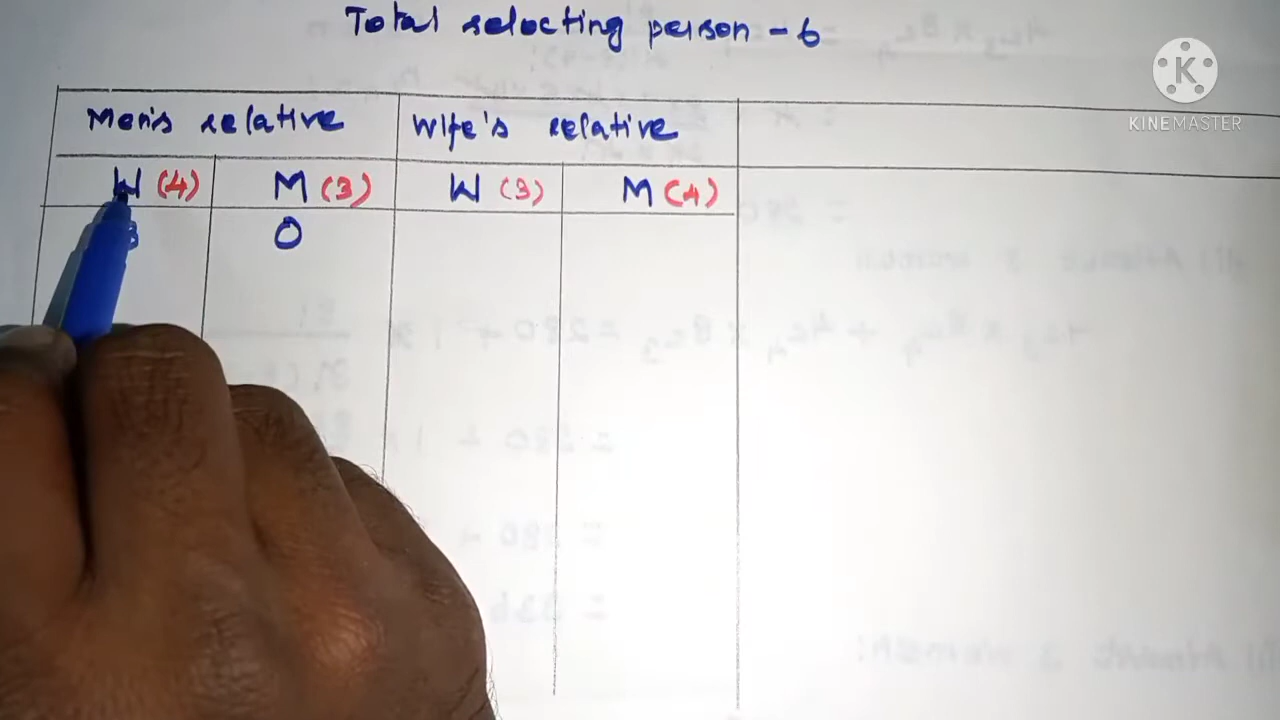 Total selecting person - 6
KINEMASTER
Men's relative Wife's relative
W (4) M (3) W (3) M (4)
0